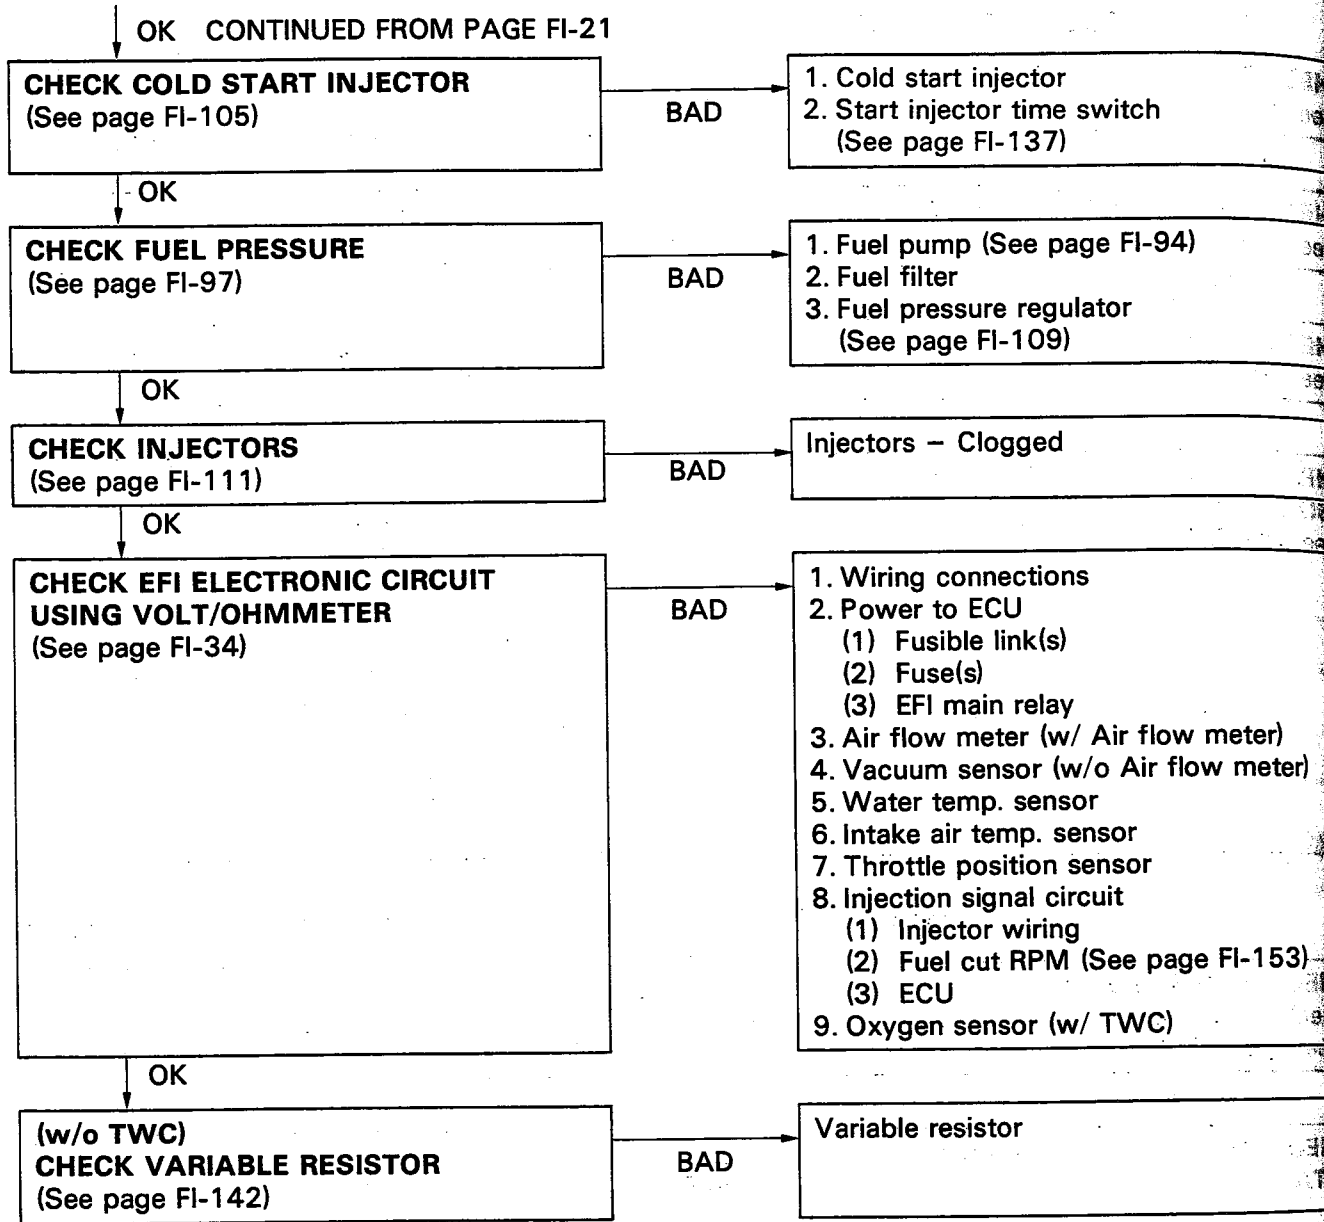 OK CONTINUED FROM PAGE FI-21
CHECK COLD START INJECTOR
(See page FI-105)
BAD
1. Cold start injector
2. Start injector time switch
(See page FI-137)
OK
CHECK FUEL PRESSURE
(See page FI-97)
BAD
1. Fuel pump (See page FI-94)
2. Fuel filter
3. Fuel pressure regulator
(See page FI-109)
OK
CHECK INJECTORS
(See page FI-111)
BAD
Injectors – Clogged
OK
CHECK EFI ELECTRONIC CIRCUIT
USING VOLT/OHMMETER
(See page FI-34)
BAD
1. Wiring connections
2. Power to ECU
(1) Fusible link(s)
(2) Fuse(s)
(3) EFI main relay
3. Air flow meter (w/ Air flow meter)
4. Vacuum sensor (w/o Air flow meter)
5. Water temp. sensor
6. Intake air temp. sensor
7. Throttle position sensor
8. Injection signal circuit
(1) Injector wiring
(2) Fuel cut RPM (See page FI-153)
(3) ECU
9. Oxygen sensor (w/ TWC)
OK
(w/o TWC)
CHECK VARIABLE RESISTOR
(See page FI-142)
BAD
Variable resistor